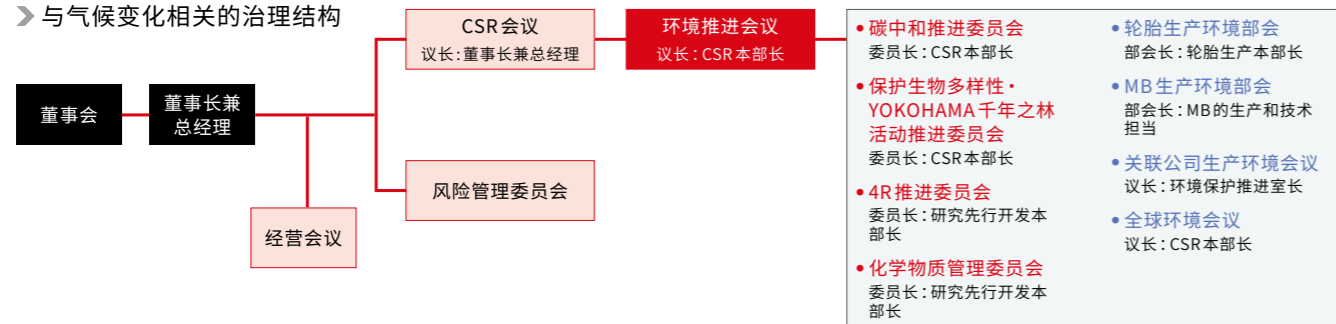 与气候变化相关的治理结构
董事会
董事长兼
总经理
经营会议
CSR会议
议长：董事长兼总经理
风险管理委员会
环境推进会议
议长：CSR本部长
• 碳中和推进委员会
委员长：CSR本部长
• 保护生物多样性・
YOKOHAMA千年之林
活动推进委员会
委员长：CSR本部长
• 4R推进委员会
委员长：研究先行开发本
部长
• 化学物质管理委员会
委员长：研究先行开发本
部长
• 轮胎生产环境部会
部会长：轮胎生产本部长
• MB生产环境部会
部会长：MB的生产和技术
担当
• 关联公司生产环境会议
议长：环境保护推进室长
• 全球环境会议
议长：CSR本部长